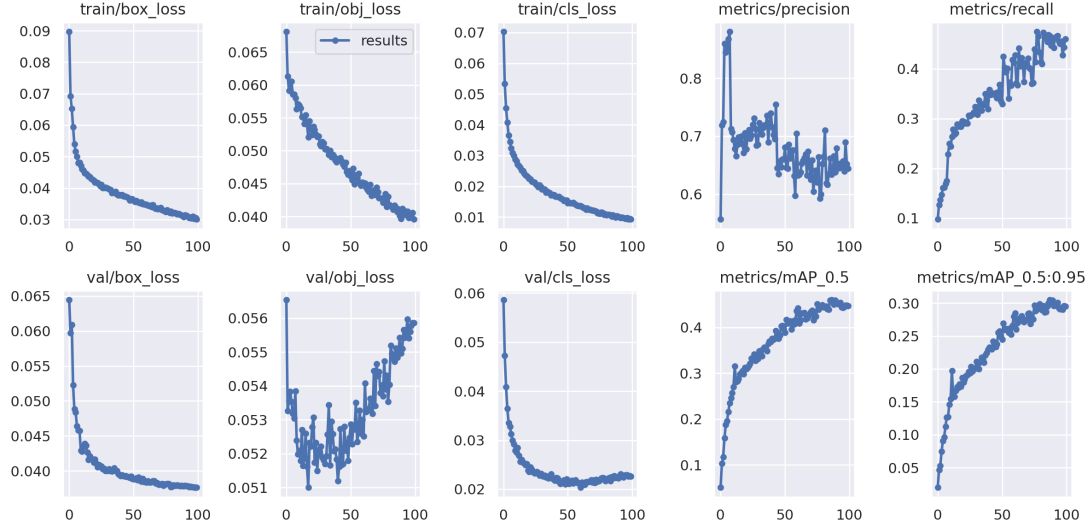 train/box_loss
train/obj_loss
train/cls_loss
metrics/precision
metrics/recall
results
0.09
0.08
0.07
0.06
0.05
0.04
0.03
0 50 100
0.065
0.060
0.055
0.050
0.045
0.040
0 50 100
0.07
0.06
0.05
0.04
0.03
0.02
0.01
0 50 100
0.8
0.7
0.6
0 50 100
0.4
0.3
0.2
0.1
0 50 100
val/box_loss
val/obj_loss
val/cls_loss
metrics/mAP_0.5
metrics/mAP_0.5:0.95
0.065
0.060
0.055
0.050
0.045
0.040
0 50 100
0.056
0.055
0.054
0.053
0.052
0.051
0 50 100
0.06
0.05
0.04
0.03
0.02
0 50 100
0.4
0.3
0.2
0.1
0 50 100
0.30
0.25
0.20
0.15
0.10
0.05
0 50 100